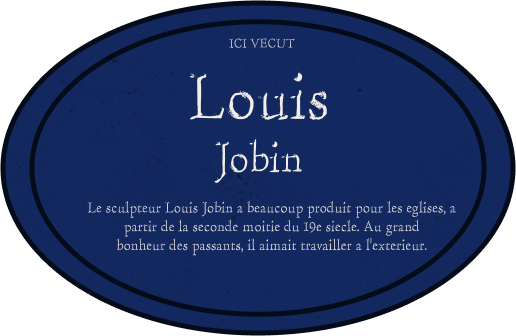 ICI VECUT
Louis
Jobin
Le sculpteur Louis Jobin a beaucoup produit pour les eglises, a
partir de la seconde moitie du 19e siecle. Au grand
bonheur des passants, il aimait travailler a l'exterieur.